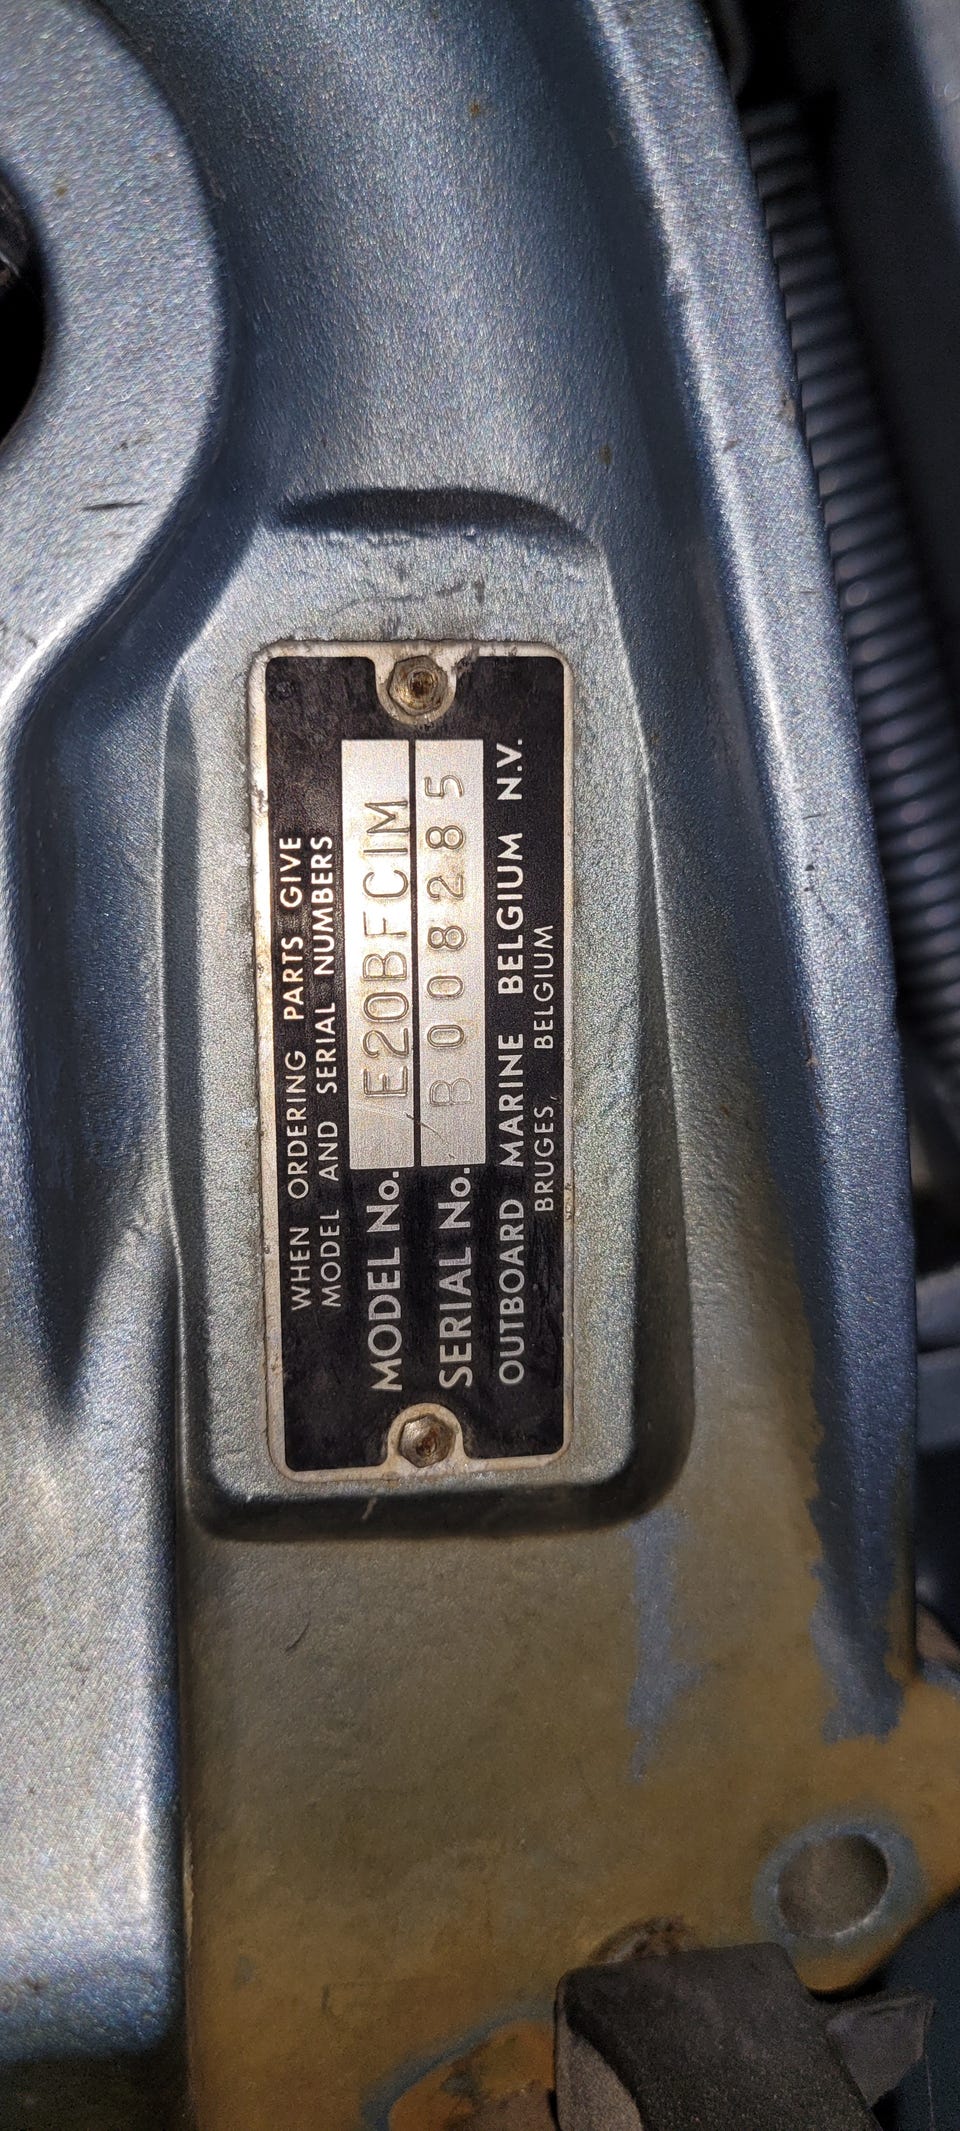 WHEN ORDERING PARTS GIVE
MODEL AND SERIAL NUMBERS
MODEL No. E20BFCIM
SERIAL No. B008285
OUTBOARD MARINE BELGIUM N.V.
BRUGES, BELGIUM